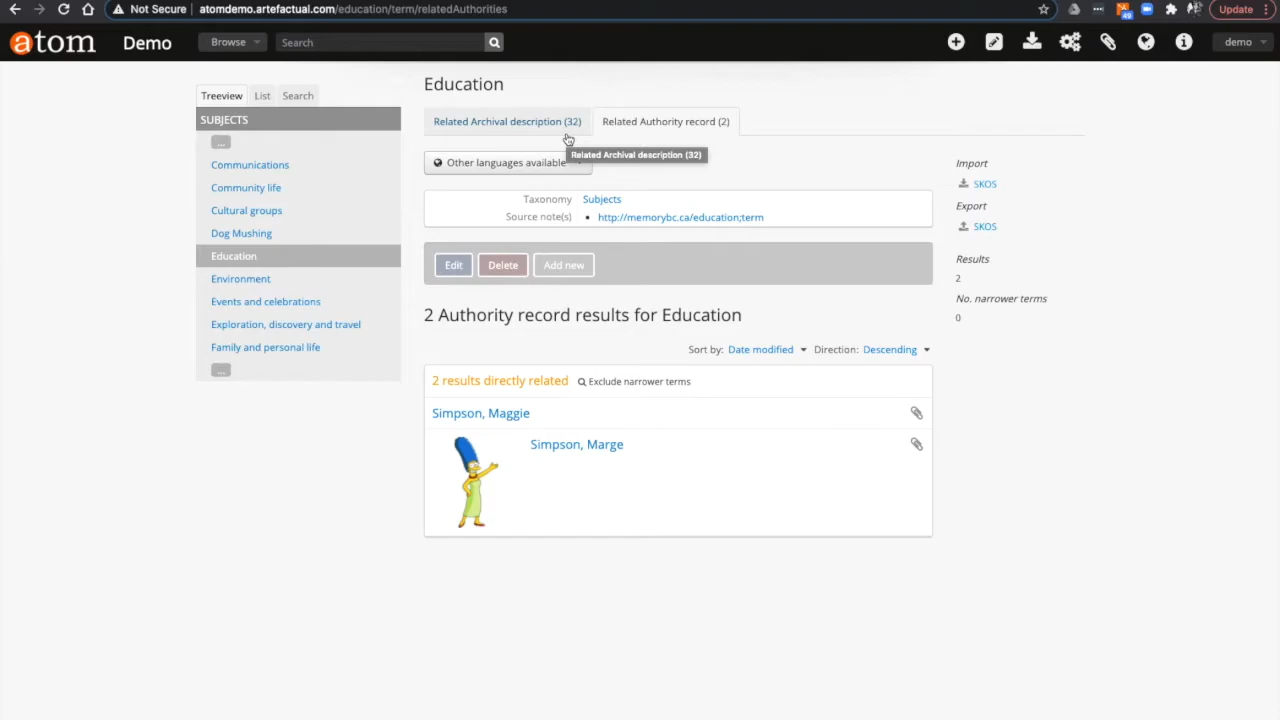 Not Secure | atomdemo.artefactual.com/education/term/relatedAuthorities
49
Update
atom Demo Browse Search demo
Education
Treeview List Search
SUBJECTS
...
Communications
Community life
Cultural groups
Dog Mushing
Education
Environment
Events and celebrations
Exploration, discovery and travel
Family and personal life
...
Related Archival description (32) Related Authority record (2)
Related Archival description (32)
Other languages available
Taxonomy Subjects
Source note(s) • http://memorybc.ca/education;term
Edit Delete Add new
2 Authority record results for Education
Sort by: Date modified Direction: Descending
2 results directly related Exclude narrower terms
Simpson, Maggie
Simpson, Marge
Import
SKOS
Export
SKOS
Results
2
No. narrower terms
0